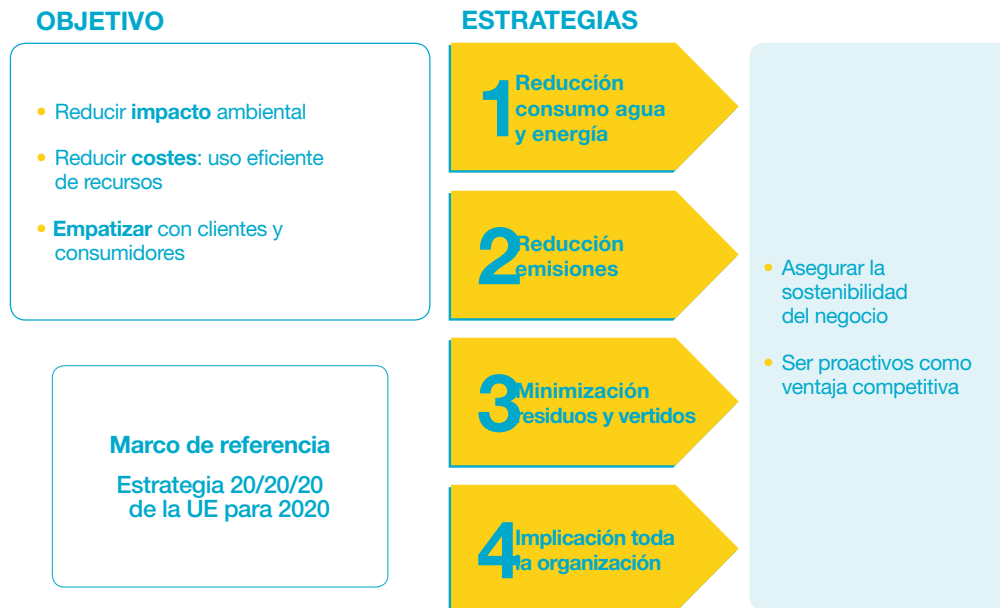 OBJETIVO
• Reducir impacto ambiental
• Reducir costes: uso eficiente
de recursos
• Empatizar con clientes y
consumidores
Marco de referencia
Estrategia 20/20/20
de la UE para 2020
ESTRATEGIAS
1
Reducción
consumo agua
y energía
2
Reducción
emisiones
3
Minimización
residuos y vertidos
4
Implicación toda
la organización
• Asegurar la
sostenibilidad
del negocio
• Ser proactivos como
ventaja competitiva